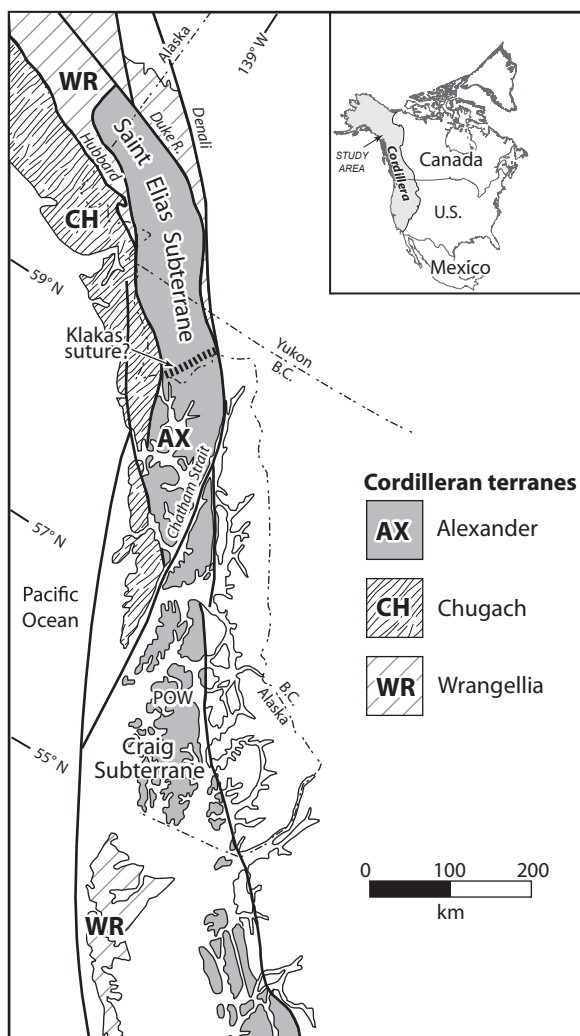 WR
Alaska
139° W
Hubbard
Duke R.
Denali
Saint Elias Subterrane
CH
59° N
Klakas
suture?
Yukon
B.C.
AX
Chatham Strait
57° N
Pacific
Ocean
B.C.
Alaska
POW
Craig
Subterrane
55° N
WR
STUDY
AREA
Cordillera
Canada
U.S.
Mexico
Cordilleran terranes
AX Alexander
CH Chugach
WR Wrangellia
0 100 200
km